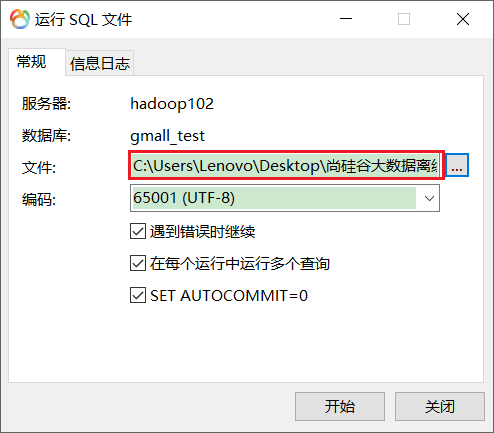 运行 SQL 文件
常规 信息日志
服务器: hadoop102
数据库: gmall_test
文件: C:\Users\Lenovo\Desktop\尚硅谷大数据离 ...
编码: 65001 (UTF-8)
遇到错误时继续
在每个运行中运行多个查询
SET AUTOCOMMIT=0
开始 关闭